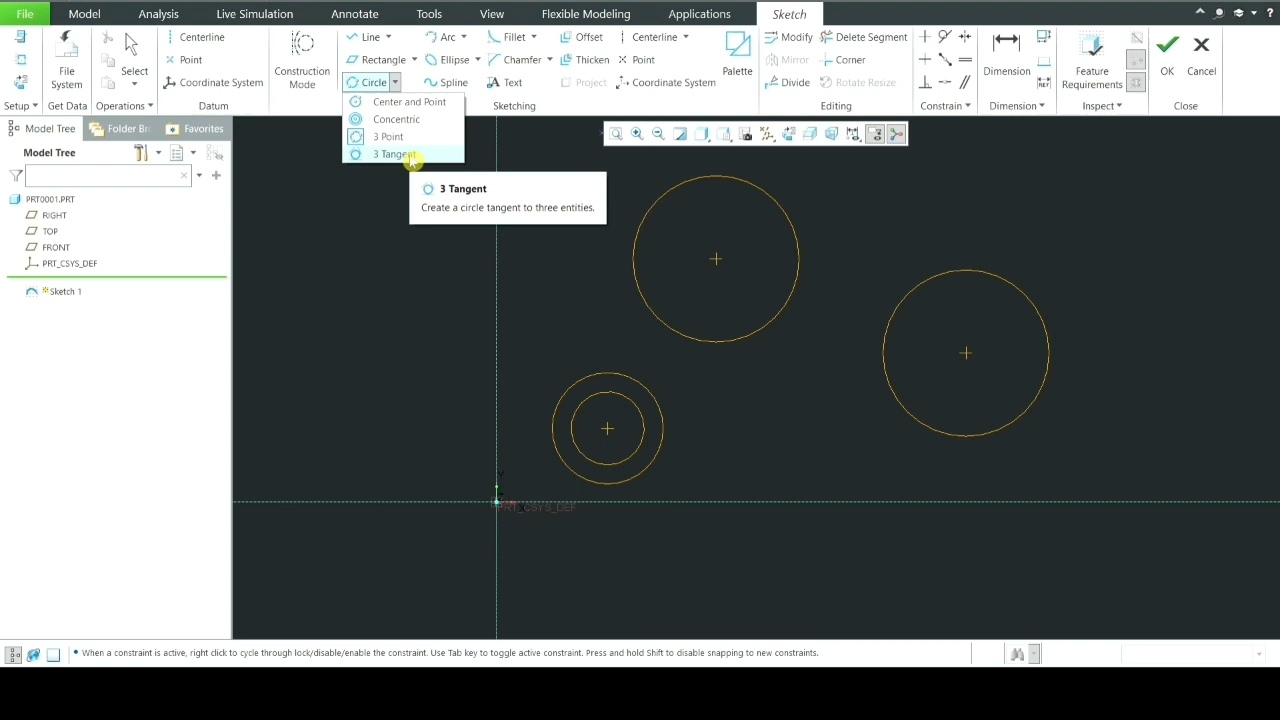 File Model Analysis Live Simulation Annotate Tools View Flexible Modeling Applications Sketch
Centerline Line Arc Fillet Offset Centerline Modify Delete Segment
Point Rectangle Ellipse Chamfer Thicken Point Mirror Corner
Coordinate System Circle Spline Text Project Coordinate System Divide Rotate Resize
File System
Select
Construction Mode
Palette
Dimension
Feature Requirements
OK
Cancel
REF
Setup Get Data Operations Datum Sketching Editing Constrain Dimension Inspect Close
Center and Point
Concentric
3 Point
3 Tangent
3 Tangent
Create a circle tangent to three entities.
Model Tree Folder Br Favorites
Model Tree
PRT0001.PRT
RIGHT
TOP
FRONT
PRT_CSYS_DEF
Sketch 1
Y
X
PRT_CSYS_DEF
When a constraint is active, right click to cycle through lock/disable/enable the constraint. Use Tab key to toggle active constraint. Press and hold Shift to disable snapping to new constraints.